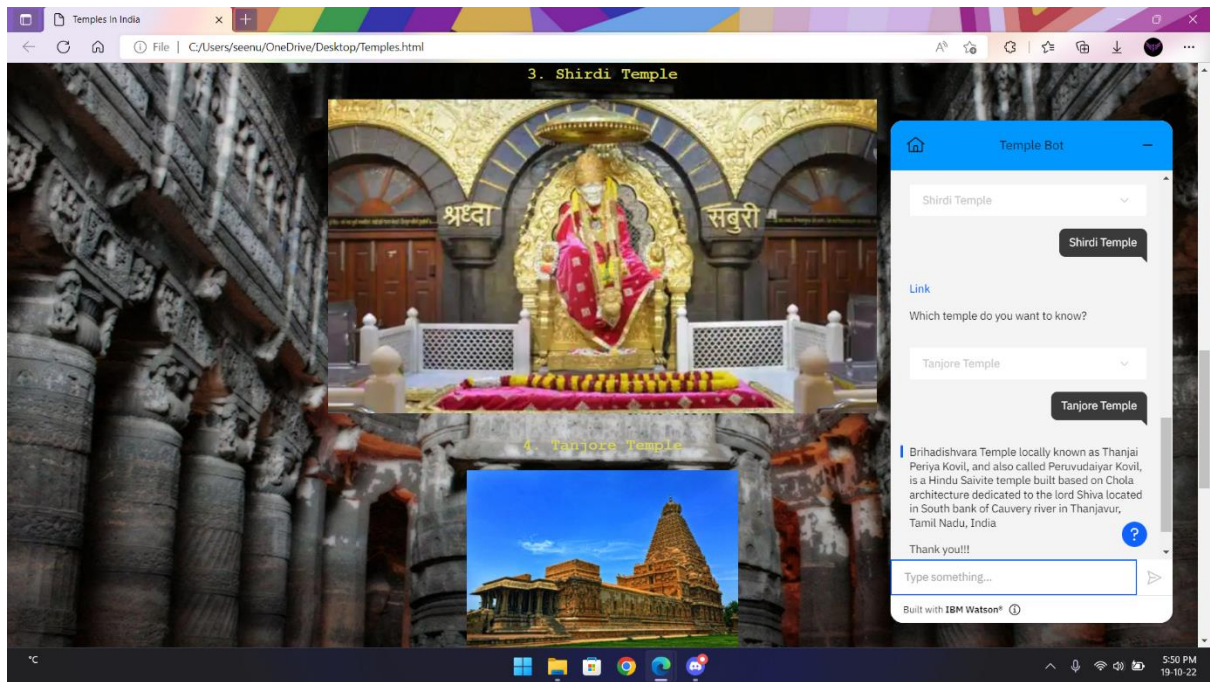 Temples in India
File | C:/Users/seenu/OneDrive/Desktop/Temples.html
3. Shirdi Temple
श्रध्दा
सबुरी
4. Tanjore Temple
Temple Bot
Shirdi Temple
Shirdi Temple
Link
Which temple do you want to know?
Tanjore Temple
Tanjore Temple
Brihadishvara Temple locally known as Thanjai
Periya Kovil, and also called Peruvudaiyar Kovil,
is a Hindu Saivite temple built based on Chola
architecture dedicated to the lord Shiva located
in South bank of Cauvery river in Thanjavur,
Tamil Nadu, India
?
Thank you!!!
Type something...
Built with IBM Watson®
°C
5:50 PM
19-10-22